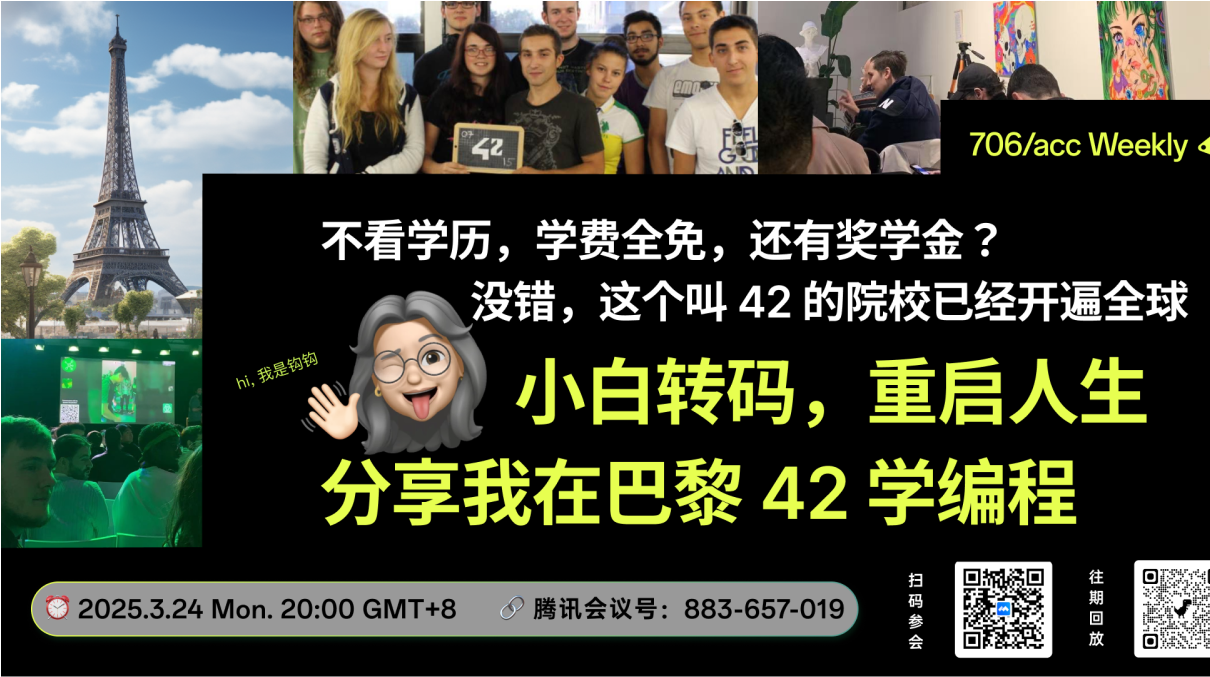 07
42
15
706/acc Weekly
不看学历，学费全免，还有奖学金？
没错，这个叫 42 的院校已经开遍全球
hi, 我是钩钩
小白转码，重启人生
分享我在巴黎 42 学编程
2025.3.24 Mon. 20:00 GMT+8
腾讯会议号：883-657-019
扫码参会
往期回放